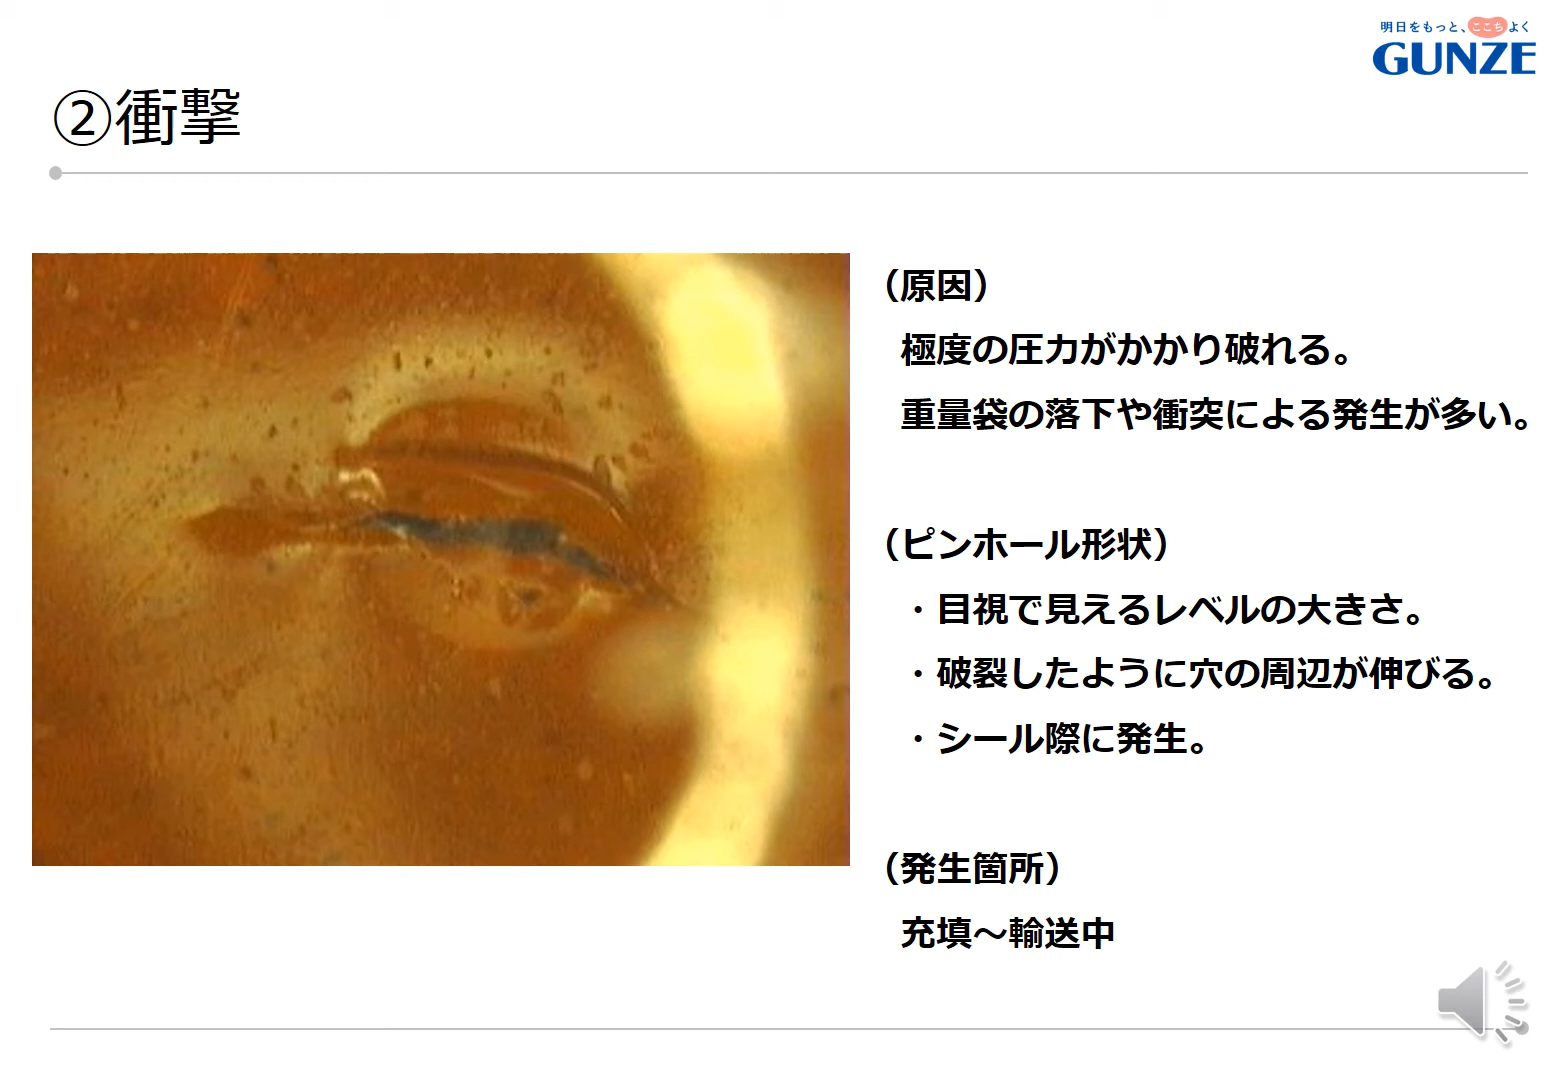 明日をもっと、ここちよく
GUNZE
②衝撃
（原因）
極度の圧力がかかり破れる。
重量袋の落下や衝突による発生が多い。
（ピンホール形状）
・目視で見えるレベルの大きさ。
・破裂したように穴の周辺が伸びる。
・シール際に発生。
（発生箇所）
充填～輸送中